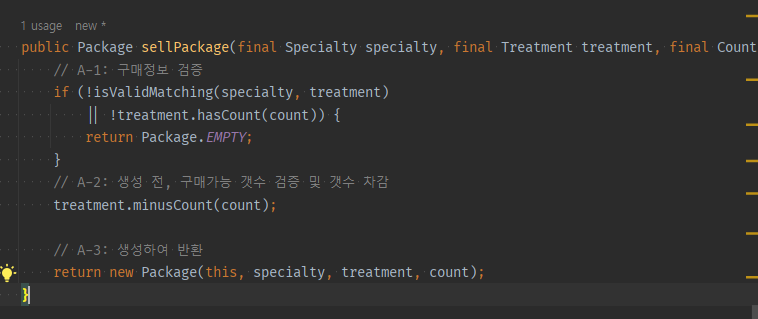 1 usage new *
public Package sellPackage(final Specialty specialty, final Treatment treatment, final Count
// A-1: 구매정보 검증
if (!isValidMatching(specialty, treatment)
|| !treatment.hasCount(count)) {
return Package.EMPTY;
}
// A-2: 생성 전, 구매가능 갯수 검증 및 갯수 차감
treatment.minusCount(count);
// A-3: 생성하여 반환
return new Package(this, specialty, treatment, count);
}